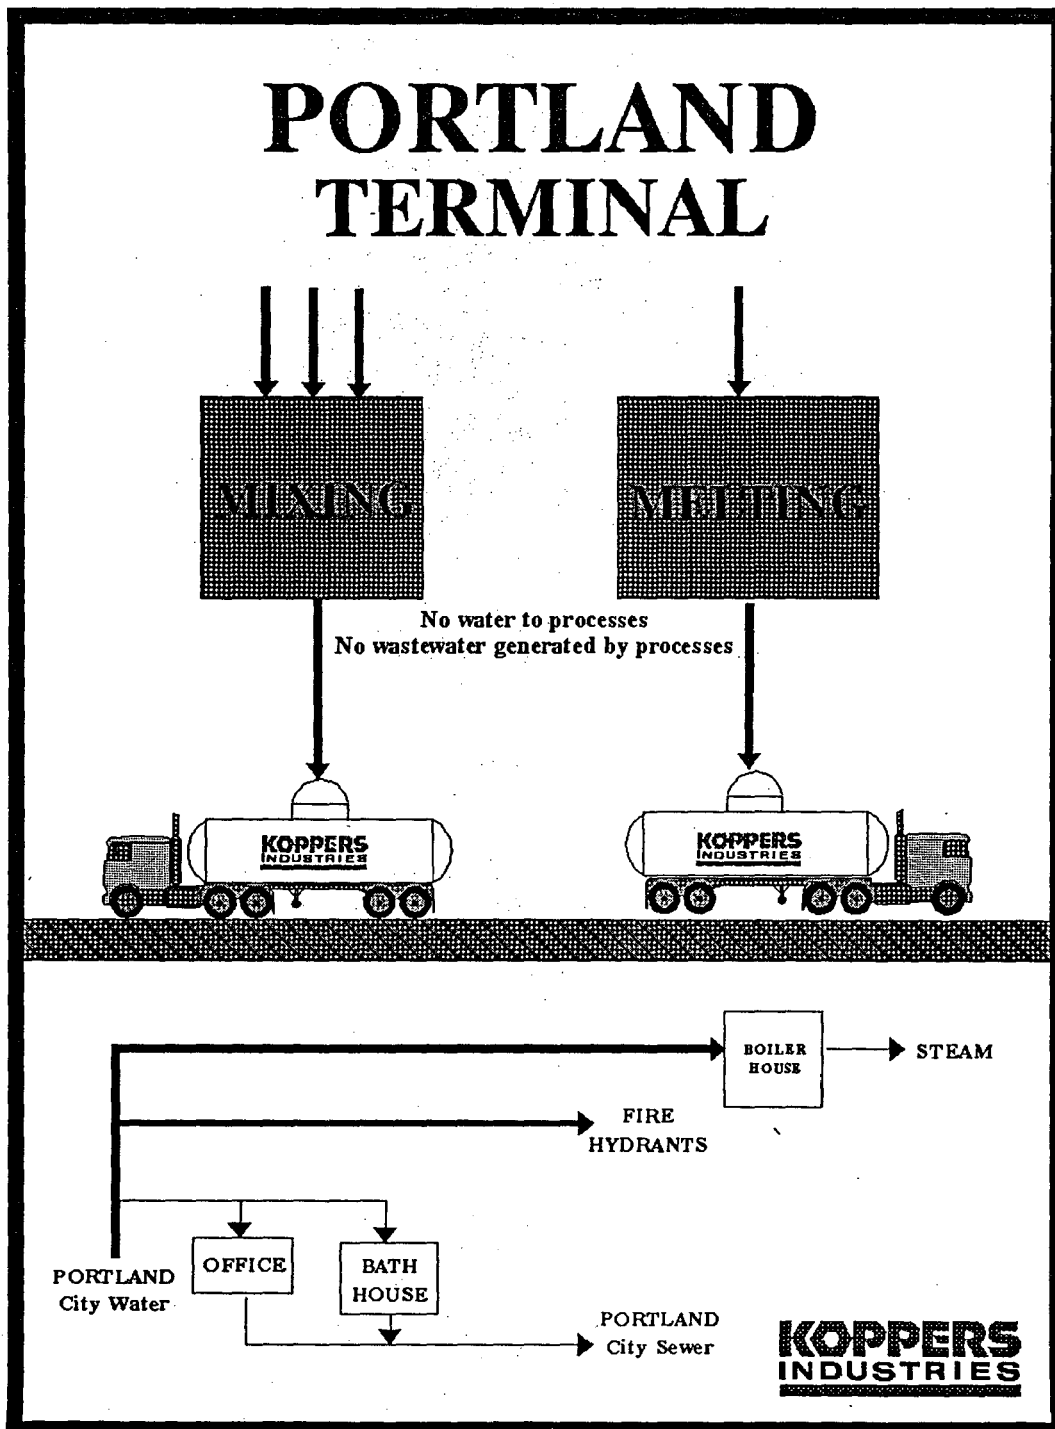 PORTLAND
TERMINAL
MIXING
MELTING
No water to processes
No wastewater generated by processes
KOPPERS
INDUSTRIES
KOPPERS
INDUSTRIES
BOILER
HOUSE
STEAM
FIRE
HYDRANTS
OFFICE
BATH
HOUSE
PORTLAND
City Water
PORTLAND
City Sewer
KOPPERS
INDUSTRIES